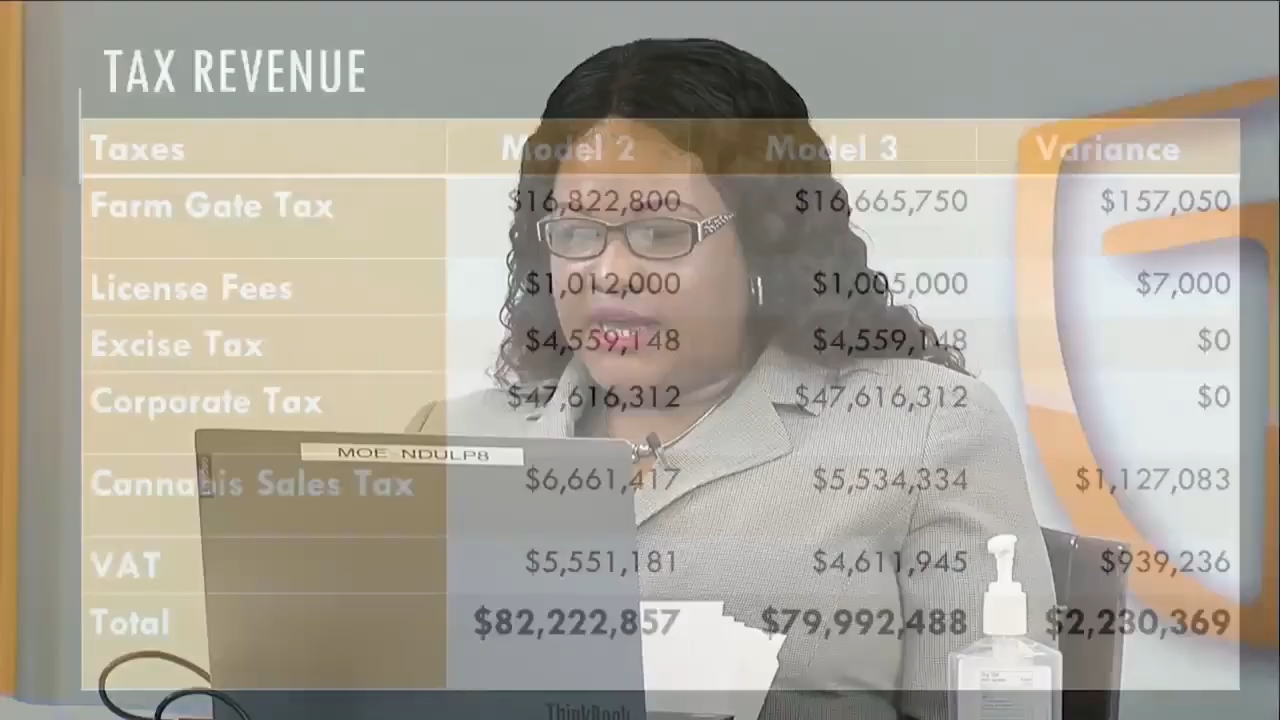 TAX REVENUE
Taxes Model 2 Model 3 Variance
Farm Gate Tax $16,822,800 $16,665,750 $157,050
License Fees $1,012,000 $1,005,000 $7,000
Excise Tax $4,559,148 $4,559,148 $0
Corporate Tax $47,616,312 $47,616,312 $0
MOE-NDULP8
Cannabis Sales Tax $6,661,417 $5,534,334 $1,127,083
VAT $5,551,181 $4,611,945 $939,236
Total $82,222,857 $79,992,488 $2,230,369
ThinkBook